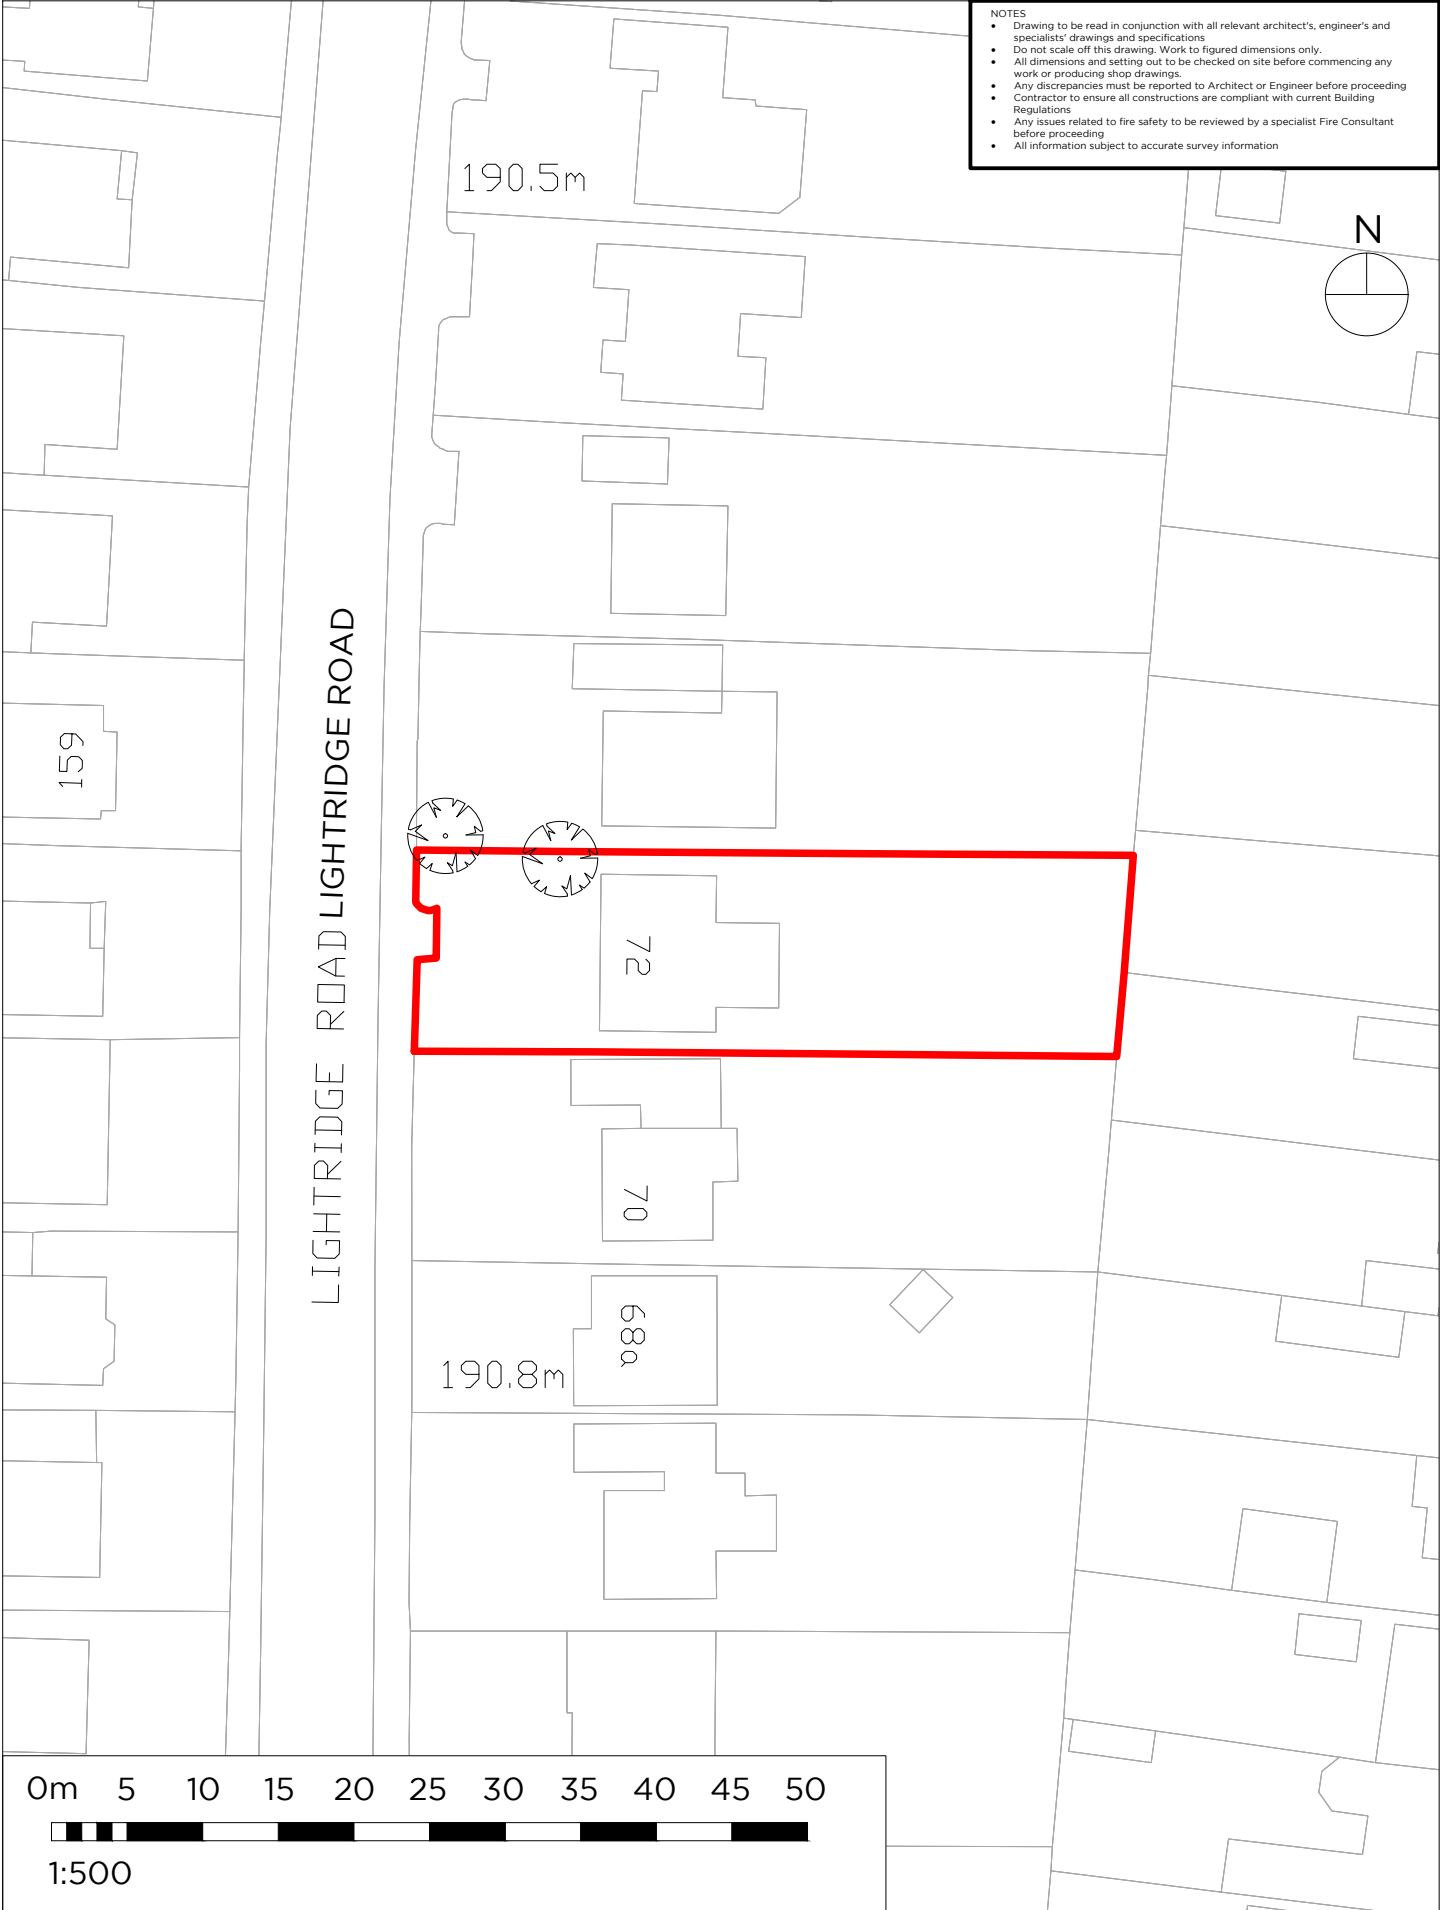 NOTES
• Drawing to be read in conjunction with all relevant architect's, engineer's and
specialists' drawings and specifications
• Do not scale off this drawing. Work to figured dimensions only.
• All dimensions and setting out to be checked on site before commencing any
work or producing shop drawings.
• Any discrepancies must be reported to Architect or Engineer before proceeding
• Contractor to ensure all constructions are compliant with current Building
Regulations
• Any issues related to fire safety to be reviewed by a specialist Fire Consultant
before proceeding
• All information subject to accurate survey information
190.5m
N
LIGHTRIDGE ROAD
159
LIGHTRIDGE ROAD
72
70
68a
190.8m
0m 5 10 15 20 25 30 35 40 45 50
1:500